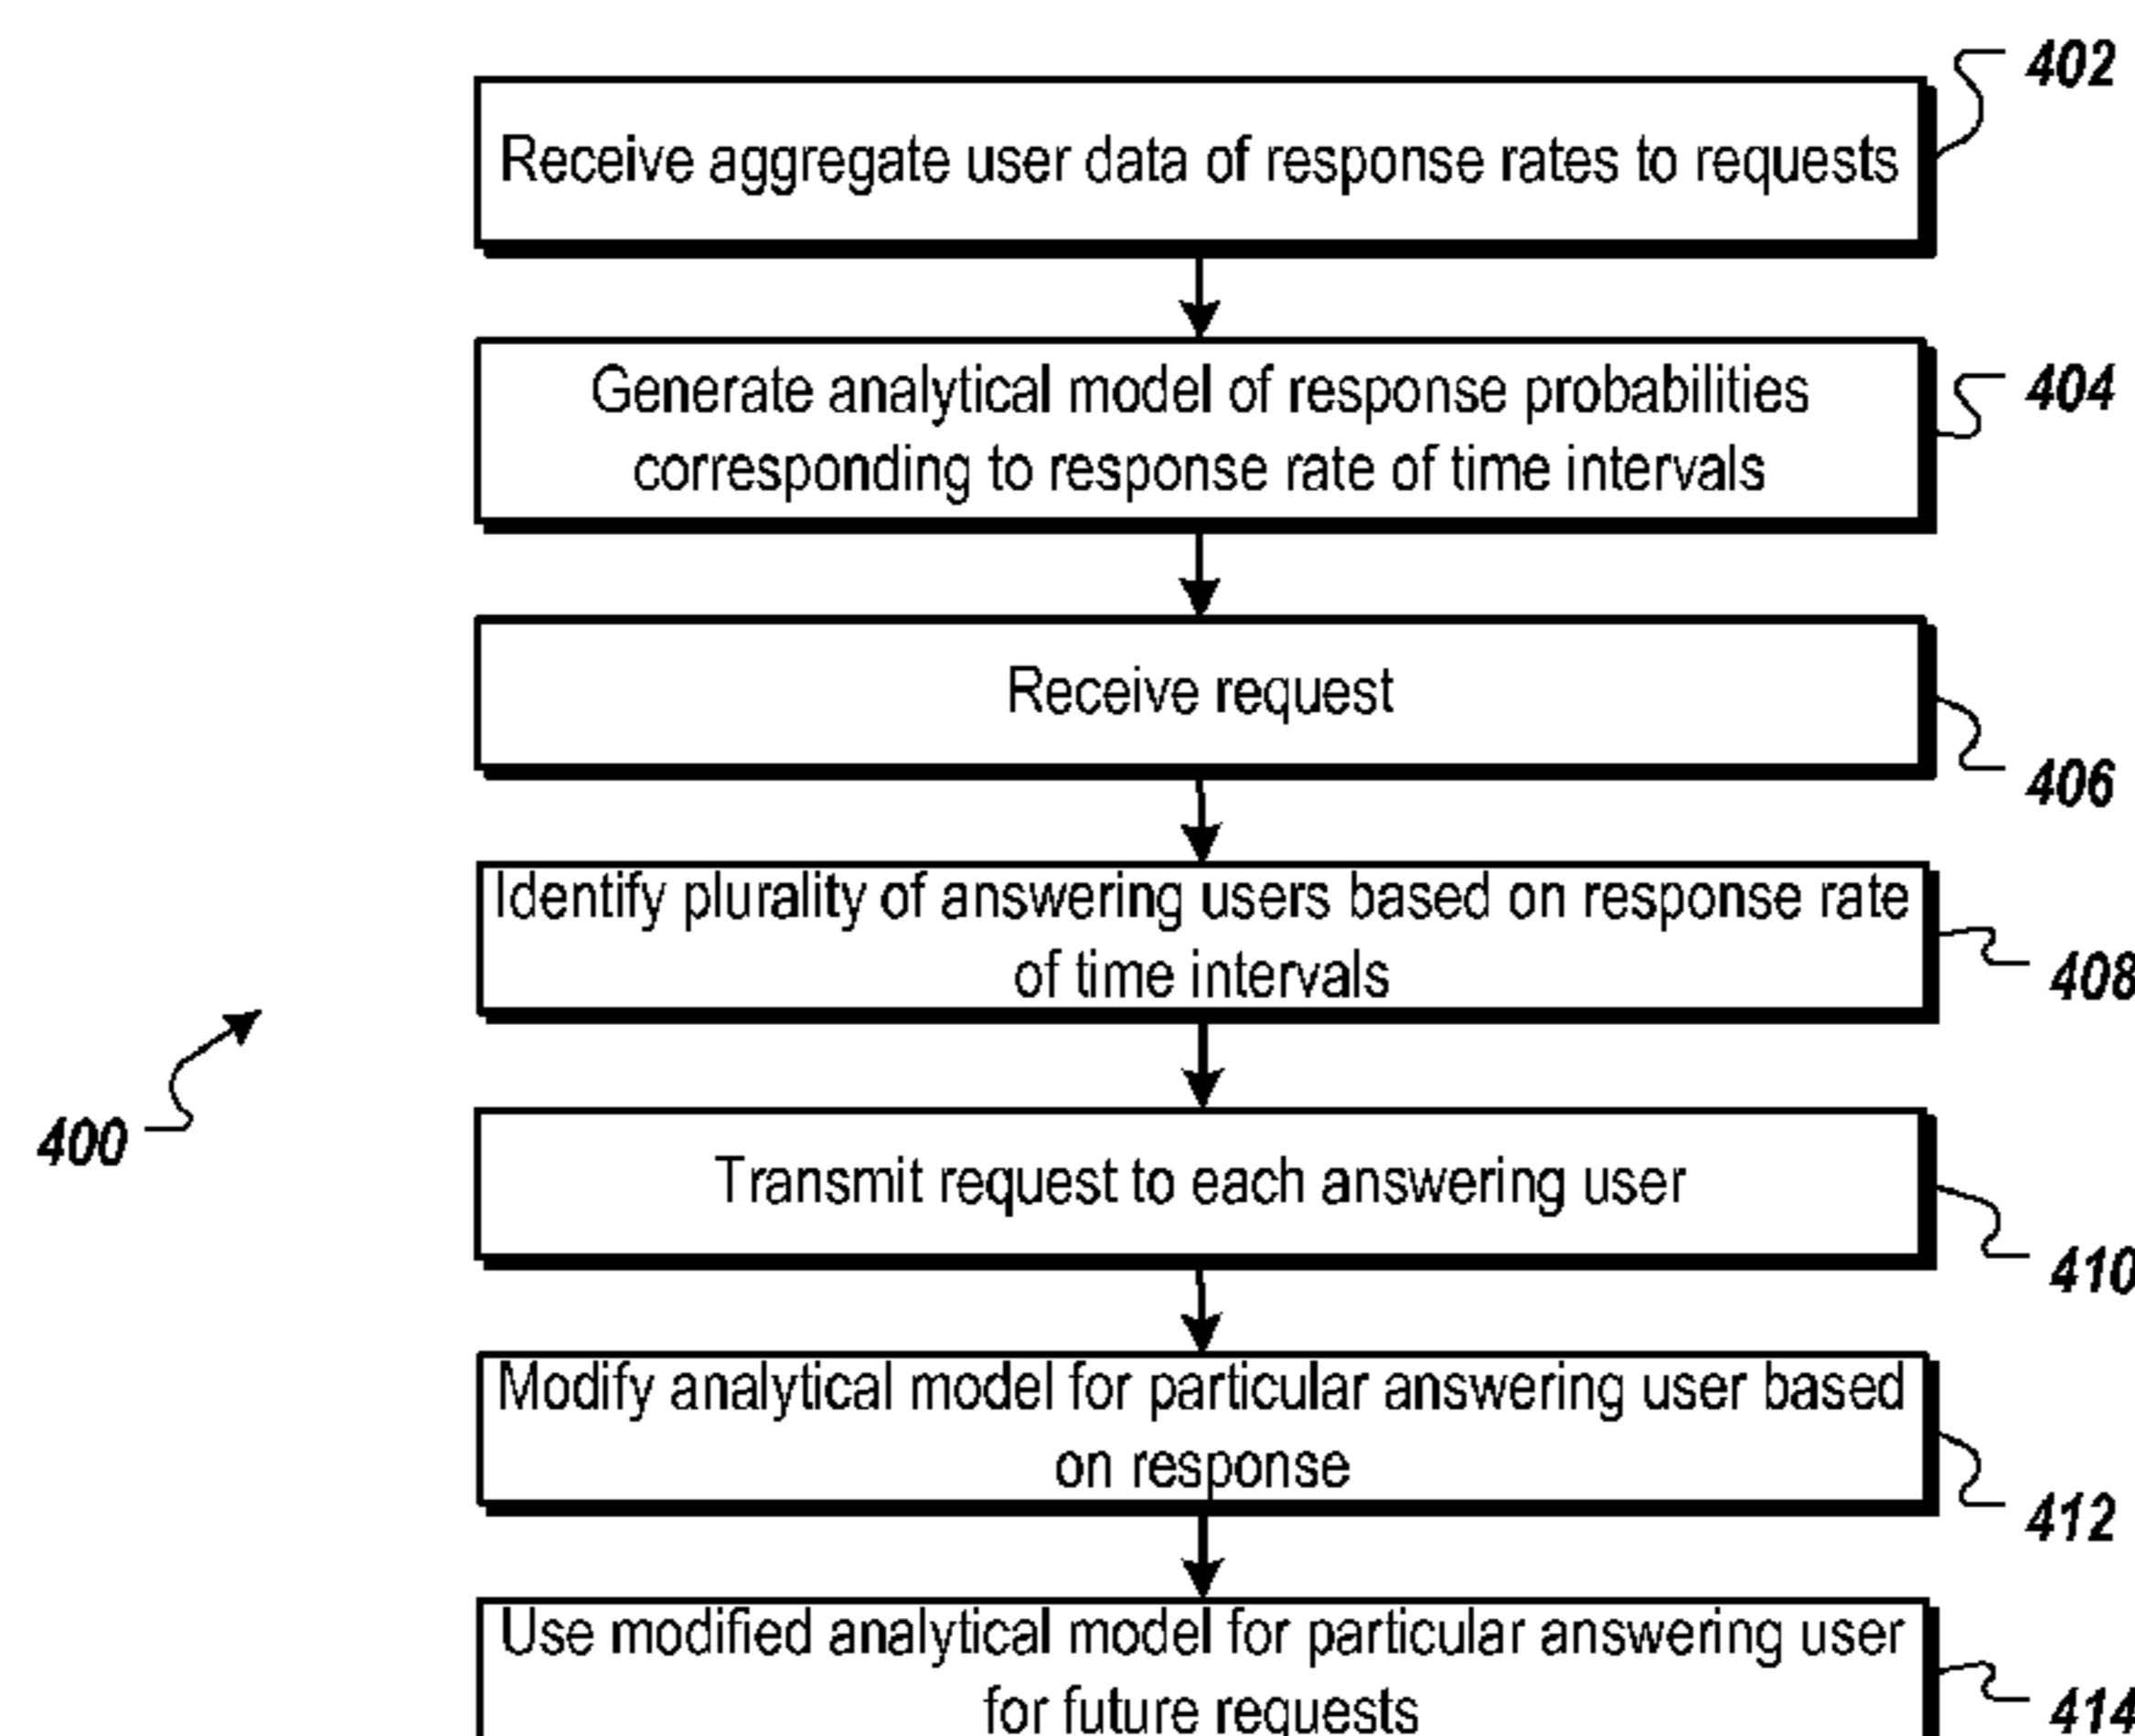 402
Receive aggregate user data of response rates to requests
404
Generate analytical model of response probabilities
corresponding to response rate of time intervals
Receive request
406
Identify plurality of answering users based on response rate
of time intervals
408
400
Transmit request to each answering user
410
Modify analytical model for particular answering user based
on response
412
Use modified analytical model for particular answering user
for future requests
414